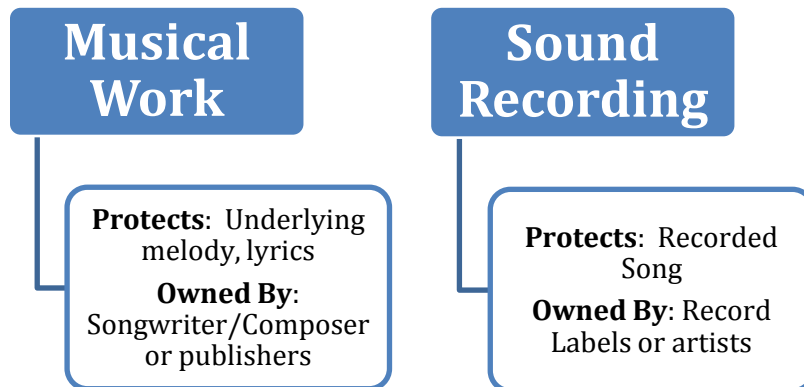 Musical
Work
Protects: Underlying
melody, lyrics
Owned By:
Songwriter/Composer
or publishers
Sound
Recording
Protects: Recorded
Song
Owned By: Record
Labels or artists